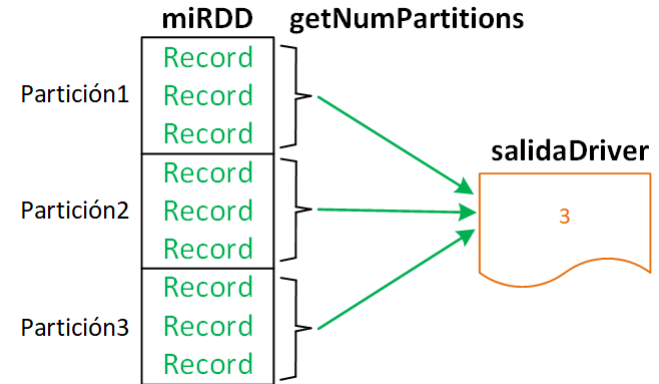 miRDD getNumPartitions
Partición1
Record
Record
Record
Partición2
Record
Record
Record
Partición3
Record
Record
Record
salidaDriver
3